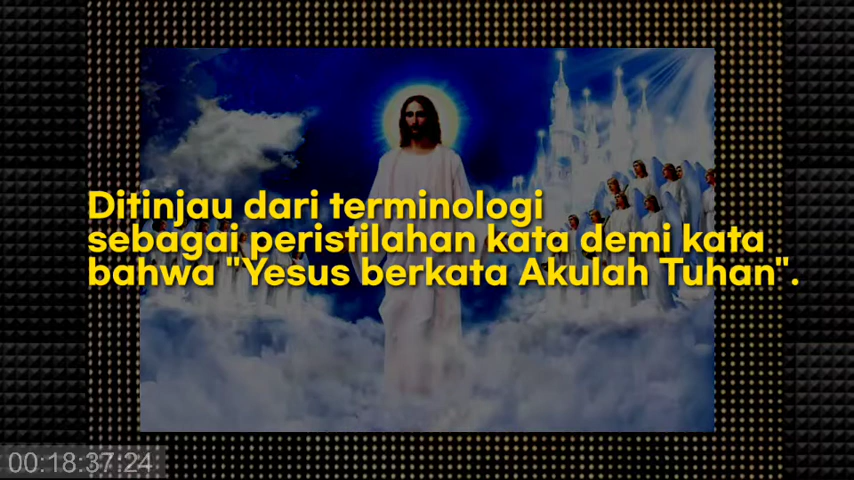 Ditinjau dari terminologi
sebagai peristilahan kata demi kata
bahwa "Yesus berkata Akulah Tuhan".
00:18:37:24